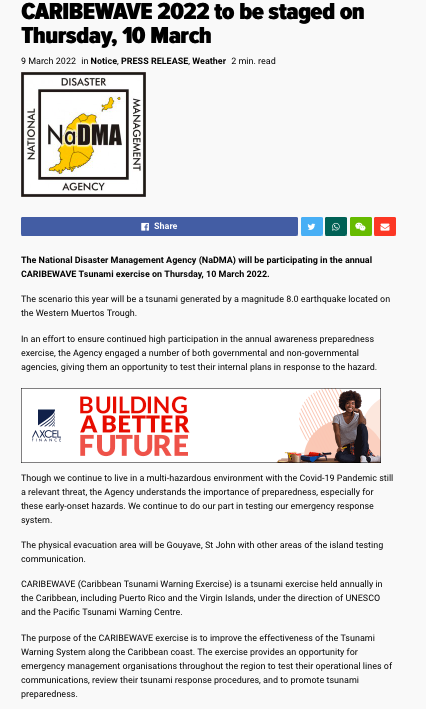 CARIBEWAVE 2022 to be staged on
Thursday, 10 March
9 March 2022 in Notice, PRESS RELEASE, Weather 2 min. read
DISASTER
NATIONAL
NaDMA
MANAGEMENT
AGENCY
Share
The National Disaster Management Agency (NaDMA) will be participating in the annual
CARIBEWAVE Tsunami exercise on Thursday, 10 March 2022.
The scenario this year will be a tsunami generated by a magnitude 8.0 earthquake located on
the Western Muertos Trough.
In an effort to ensure continued high participation in the annual awareness preparedness
exercise, the Agency engaged a number of both governmental and non-governmental
agencies, giving them an opportunity to test their internal plans in response to the hazard.
AXCEL
FINANCE
BUILDING
A BETTER
FUTURE
Though we continue to live in a multi-hazardous environment with the Covid-19 Pandemic still
a relevant threat, the Agency understands the importance of preparedness, especially for
these early-onset hazards. We continue to do our part in testing our emergency response
system.
The physical evacuation area will be Gouyave, St John with other areas of the island testing
communication.
CARIBEWAVE (Caribbean Tsunami Warning Exercise) is a tsunami exercise held annually in
the Caribbean, including Puerto Rico and the Virgin Islands, under the direction of UNESCO
and the Pacific Tsunami Warning Centre.
The purpose of the CARIBEWAVE exercise is to improve the effectiveness of the Tsunami
Warning System along the Caribbean coast. The exercise provides an opportunity for
emergency management organisations throughout the region to test their operational lines of
communications, review their tsunami response procedures, and to promote tsunami
preparedness.